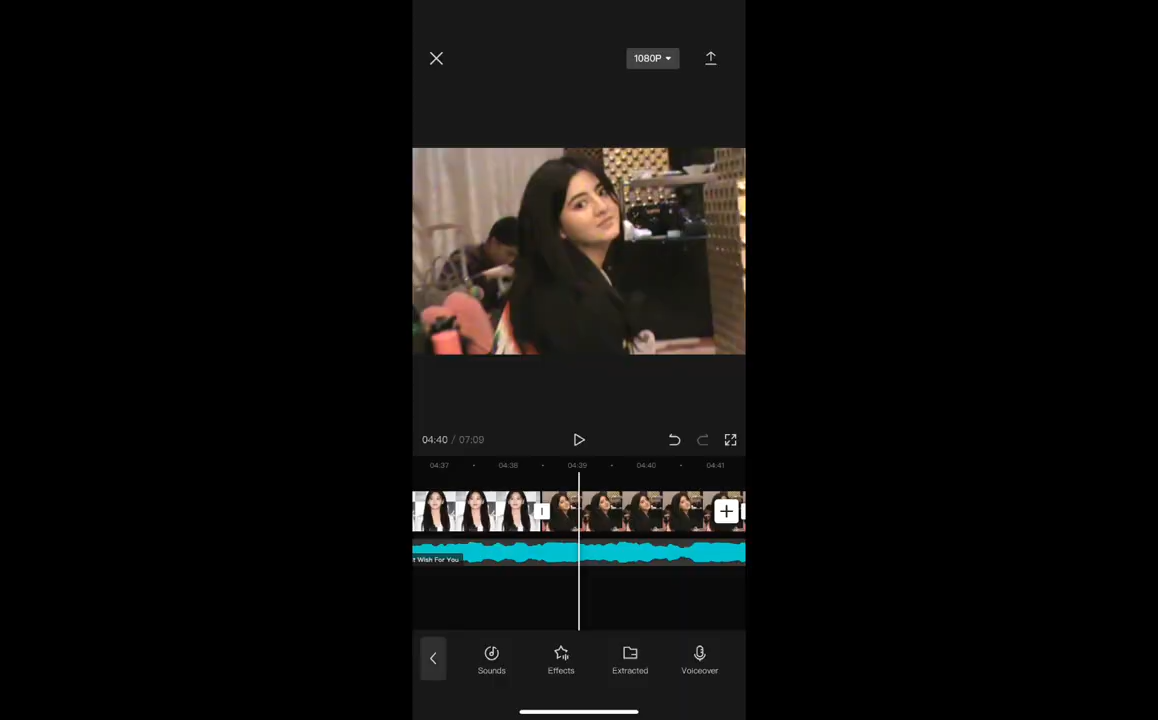 1080P
04:40 / 07:09
04:37 04:38 04:39 04:40 04:41
t Wish For You
Sounds Effects Extracted Voiceover